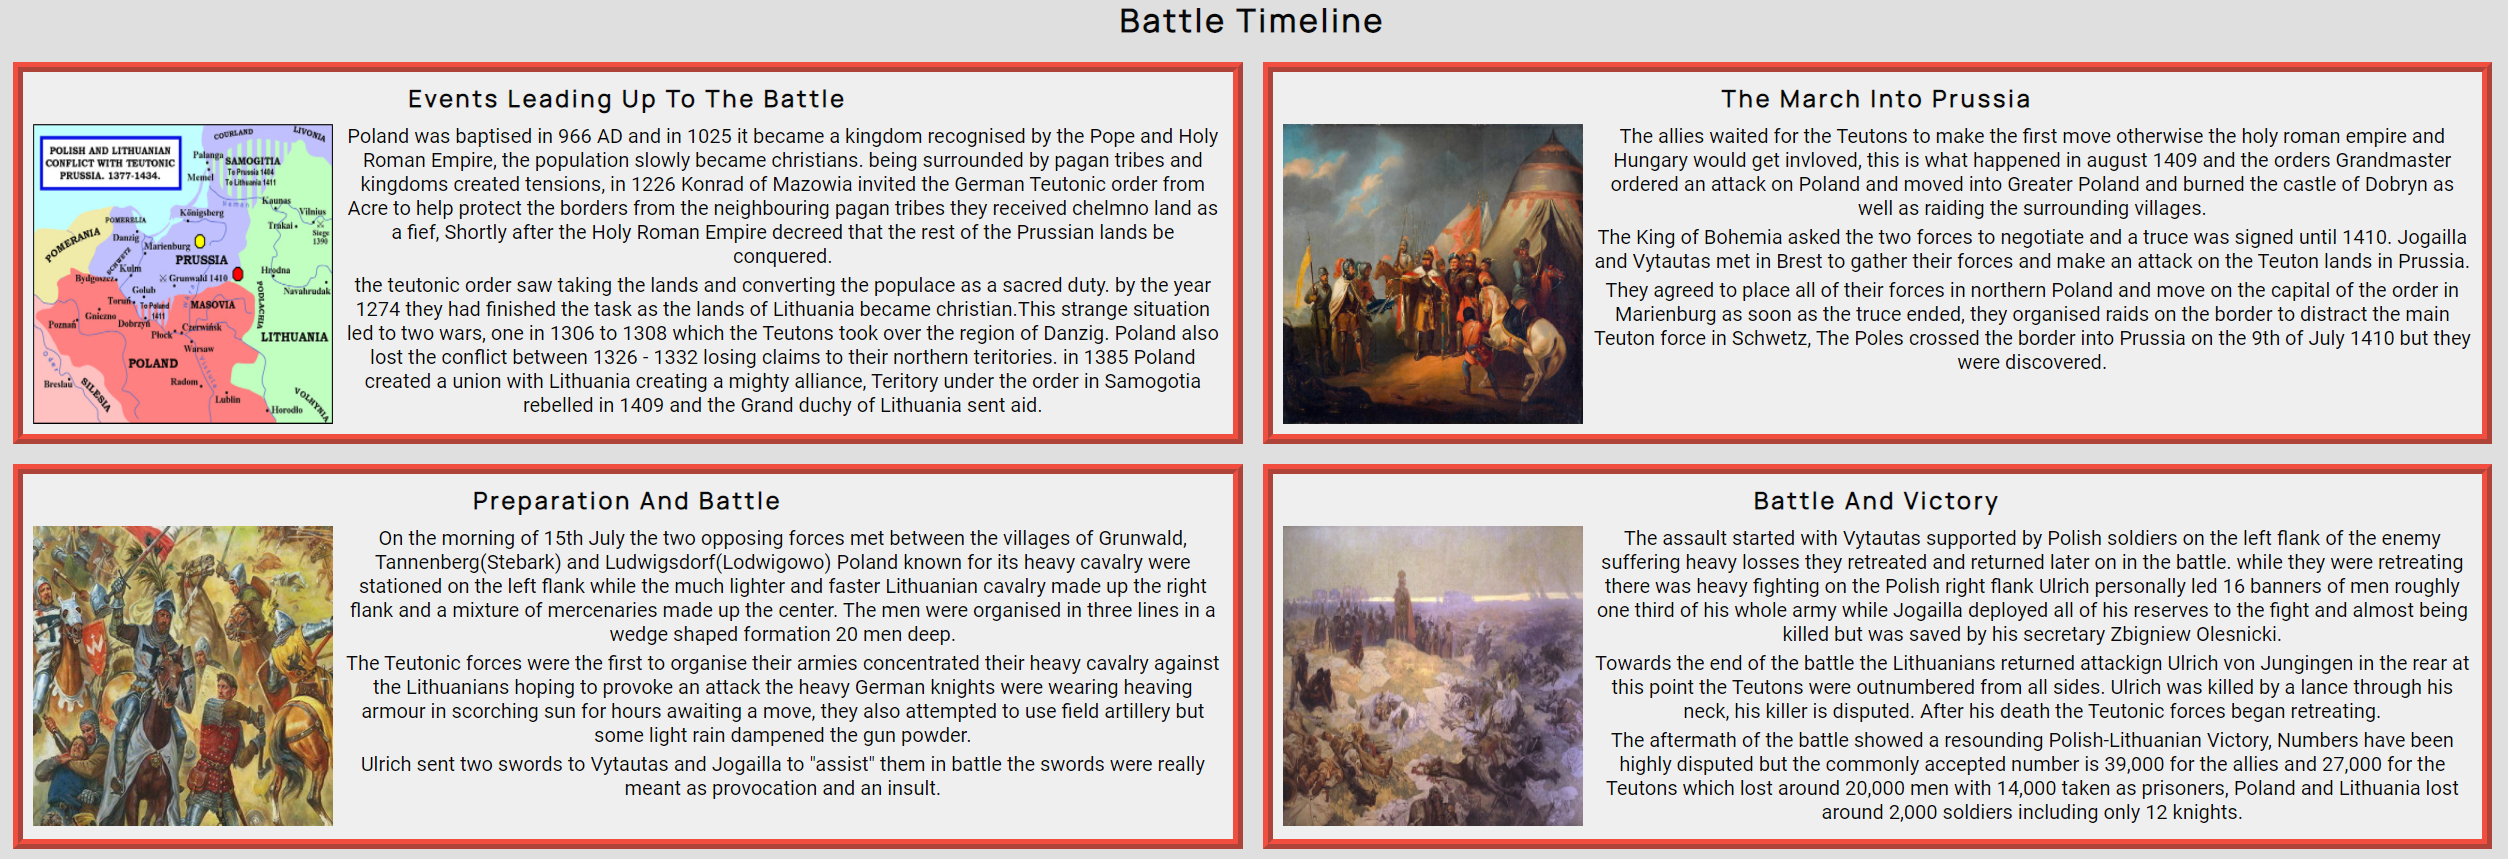 Battle Timeline
Events Leading Up To The Battle
POLISH AND LITHUANIAN
CONFLICT WITH TEUTONIC
PRUSSIA. 1377-1434.
COURLAND
LIVONIA
Palanga
SAMOGITIA
To Prussia 1404
To Lithuania 1411
Memel
Neman
Kaunas
Vilnius
Königsberg
Trakai
Siege
1390
POMERELIA
POMERANIA
Danzig
Marienburg
SCHWETZ
PRUSSIA
Kulm
Hrodna
Bydgoszcz
Grunwald 1410
Golub
Navahrudak
Toruń
To Poland
1411
MASOVIA
PODLACHIA
Gniezno
Poznań
Dobrzyń
Czerwińsk
Płock
LITHUANIA
Warsaw
Oder
Vistula
POLAND
Breslau
SILESIA
Radom
Lublin
VOLHYNIA
Horodło
Poland was baptised in 966 AD and in 1025 it became a kingdom recognised by the Pope and Holy
Roman Empire, the population slowly became christians. being surrounded by pagan tribes and
kingdoms created tensions, in 1226 Konrad of Mazowia invited the German Teutonic order from
Acre to help protect the borders from the neighbouring pagan tribes they received chelmno land as
a fief, Shortly after the Holy Roman Empire decreed that the rest of the Prussian lands be
conquered.
the teutonic order saw taking the lands and converting the populace as a sacred duty. by the year
1274 they had finished the task as the lands of Lithuania became christian.This strange situation
led to two wars, one in 1306 to 1308 which the Teutons took over the region of Danzig. Poland also
lost the conflict between 1326 - 1332 losing claims to their northern teritories. in 1385 Poland
created a union with Lithuania creating a mighty alliance, Teritory under the order in Samogotia
rebelled in 1409 and the Grand duchy of Lithuania sent aid.
The March Into Prussia
The allies waited for the Teutons to make the first move otherwise the holy roman empire and
Hungary would get invloved, this is what happened in august 1409 and the orders Grandmaster
ordered an attack on Poland and moved into Greater Poland and burned the castle of Dobryn as
well as raiding the surrounding villages.
The King of Bohemia asked the two forces to negotiate and a truce was signed until 1410. Jogailla
and Vytautas met in Brest to gather their forces and make an attack on the Teuton lands in Prussia.
They agreed to place all of their forces in northern Poland and move on the capital of the order in
Marienburg as soon as the truce ended, they organised raids on the border to distract the main
Teuton force in Schwetz, The Poles crossed the border into Prussia on the 9th of July 1410 but they
were discovered.
Preparation And Battle
On the morning of 15th July the two opposing forces met between the villages of Grunwald,
Tannenberg(Stebark) and Ludwigsdorf(Lodwigowo) Poland known for its heavy cavalry were
stationed on the left flank while the much lighter and faster Lithuanian cavalry made up the right
flank and a mixture of mercenaries made up the center. The men were organised in three lines in a
wedge shaped formation 20 men deep.
The Teutonic forces were the first to organise their armies concentrated their heavy cavalry against
the Lithuanians hoping to provoke an attack the heavy German knights were wearing heaving
armour in scorching sun for hours awaiting a move, they also attempted to use field artillery but
some light rain dampened the gun powder.
Ulrich sent two swords to Vytautas and Jogailla to "assist" them in battle the swords were really
meant as provocation and an insult.
Battle And Victory
The assault started with Vytautas supported by Polish soldiers on the left flank of the enemy
suffering heavy losses they retreated and returned later on in the battle. while they were retreating
there was heavy fighting on the Polish right flank Ulrich personally led 16 banners of men roughly
one third of his whole army while Jogailla deployed all of his reserves to the fight and almost being
killed but was saved by his secretary Zbigniew Olesnicki.
Towards the end of the battle the Lithuanians returned attackign Ulrich von Jungingen in the rear at
this point the Teutons were outnumbered from all sides. Ulrich was killed by a lance through his
neck, his killer is disputed. After his death the Teutonic forces began retreating.
The aftermath of the battle showed a resounding Polish-Lithuanian Victory, Numbers have been
highly disputed but the commonly accepted number is 39,000 for the allies and 27,000 for the
Teutons which lost around 20,000 men with 14,000 taken as prisoners, Poland and Lithuania lost
around 2,000 soldiers including only 12 knights.